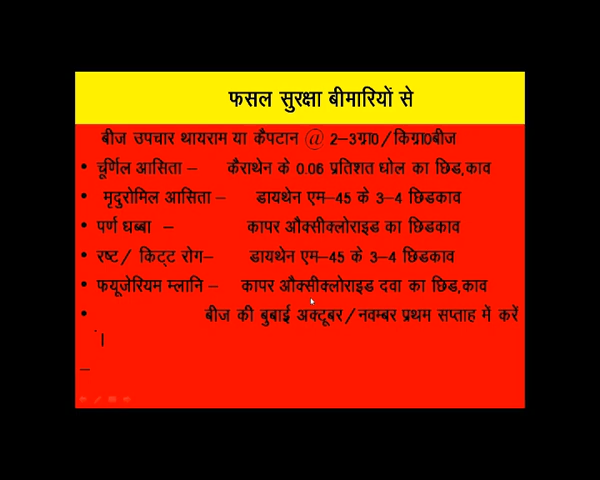 फसल सुरक्षा बीमारियों से
बीज उपचार थायराम या कैपटान @ 2–3ग्रा0/किग्रा0बीज
• चूर्णिल आसिता – कैराथेन के 0.06 प्रतिशत घोल का छिड,काव
• मृदुरोमिल आसिता – डायथेन एम–45 के 3–4 छिडकाव
• पर्ण धब्बा – कापर औक्सीक्लोराइड का छिडकाव
• रष्ट/ किट्ट रोग– डायथेन एम–45 के 3–4 छिडकाव
• फयूजेरियम म्लानि – कापर औक्सीक्लोराइड दवा का छिड,काव
• बीज की बुबाई अक्टूबर/नवम्बर प्रथम सप्ताह में करें
।
–